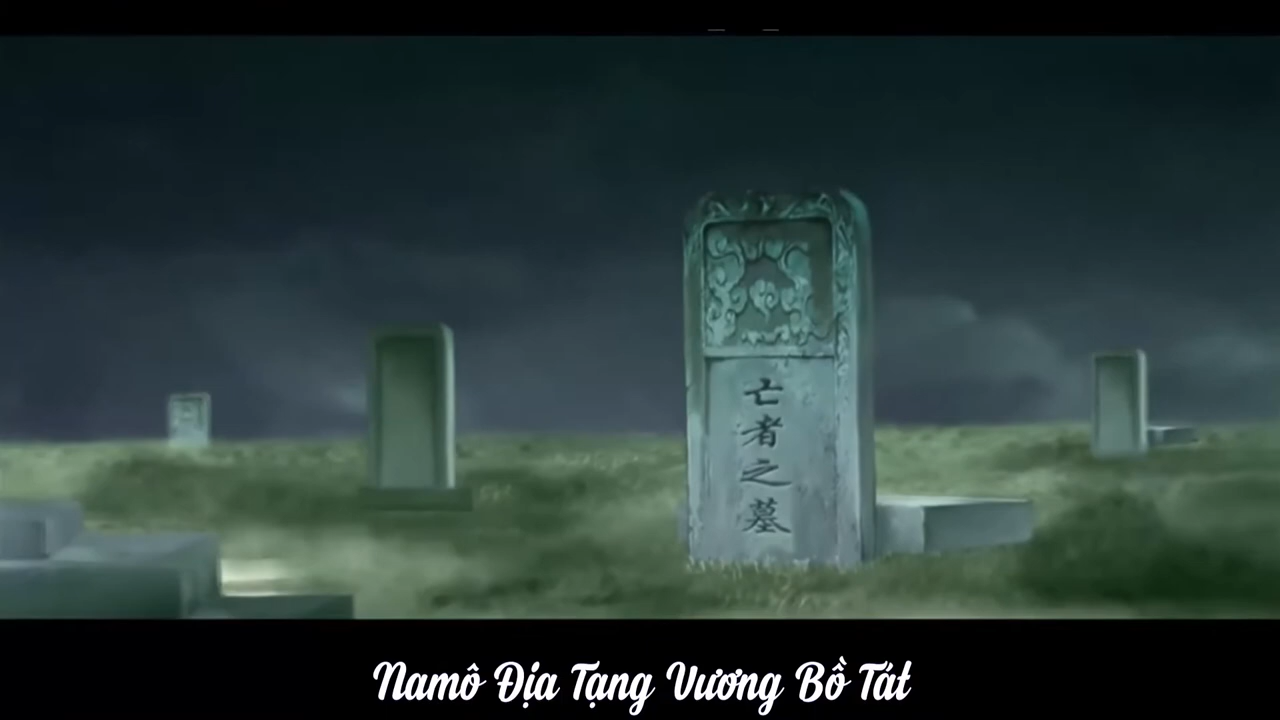 亡者之墓
Namô Địa Tạng Vương Bồ Tát